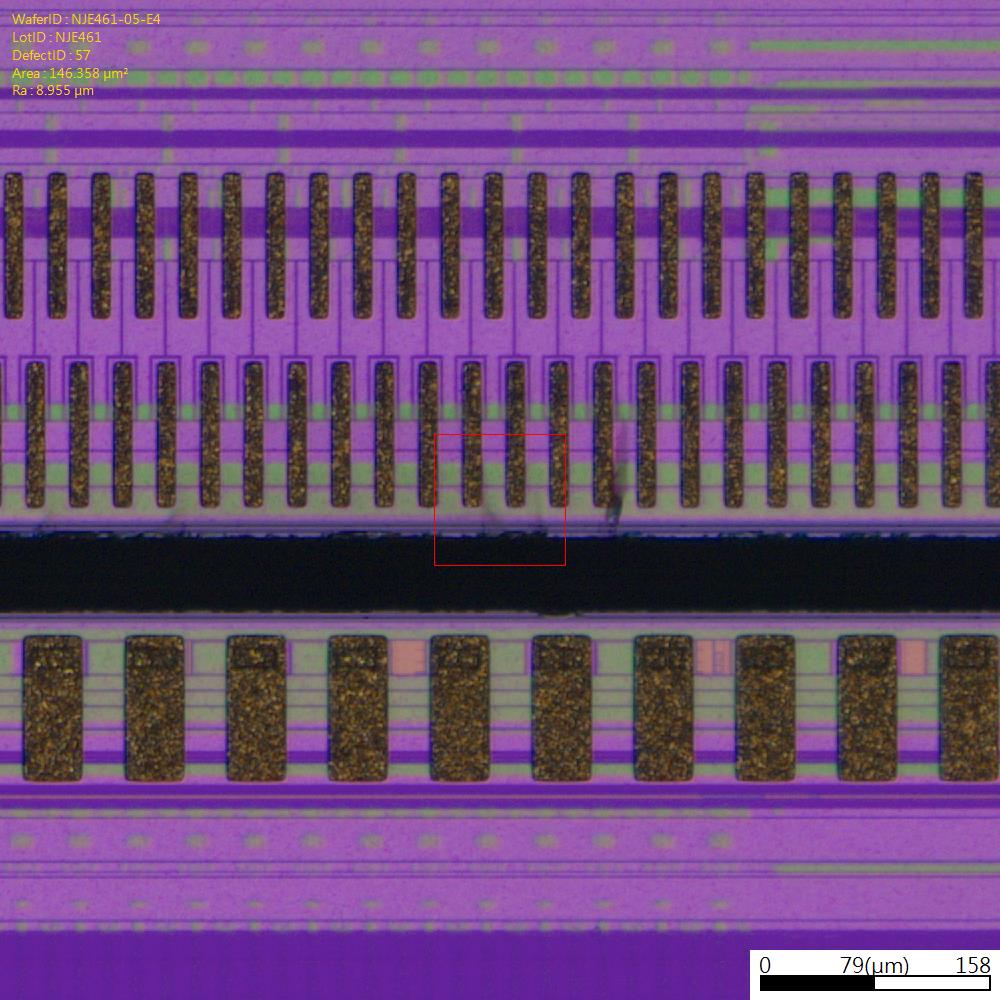 WaferID : NJE461-05-E4
LotID : NJE461
DefectID : 57
Area : 146.358 µm²
Ra : 8.955 µm
0 79(µm) 158